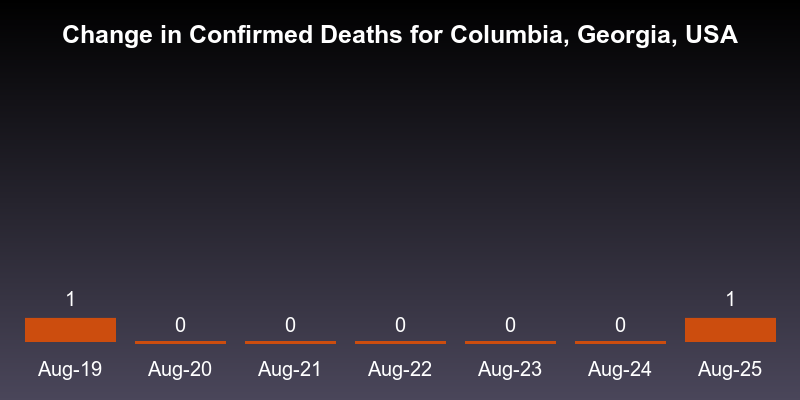 Change in Confirmed Deaths for Columbia, Georgia, USA
1 0 0 0 0 0 1
Aug-19 Aug-20 Aug-21 Aug-22 Aug-23 Aug-24 Aug-25